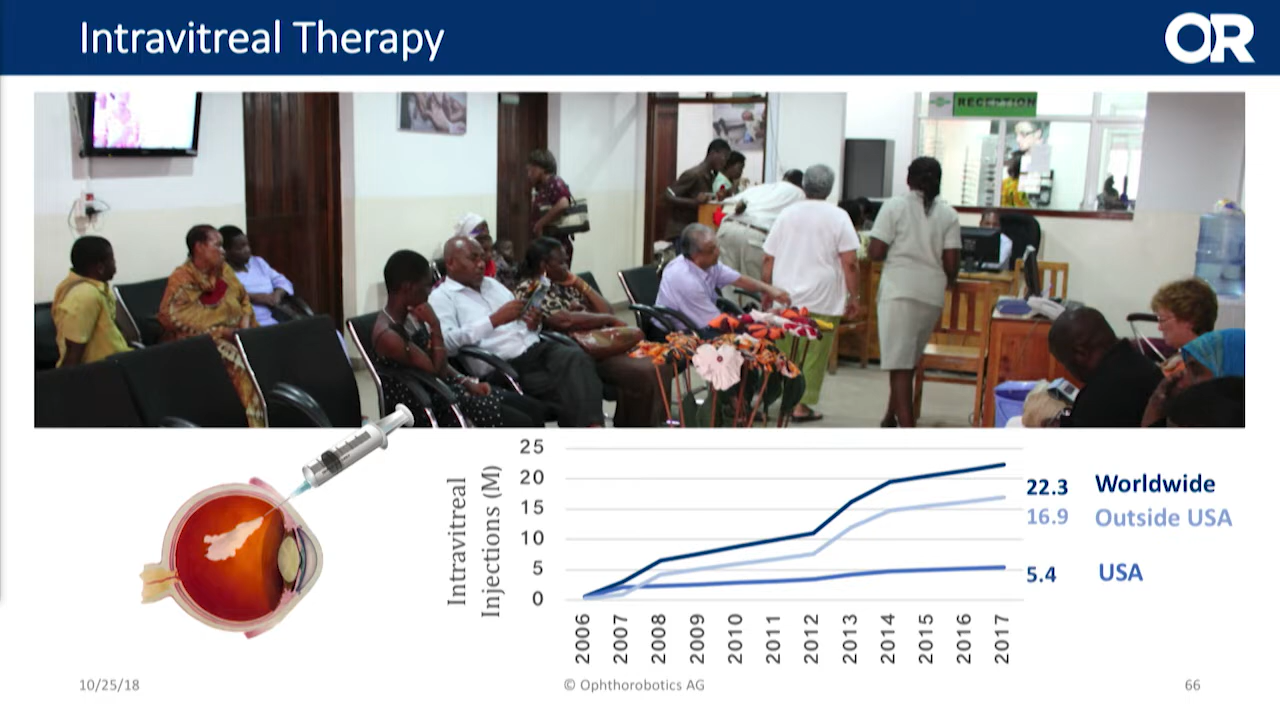 Intravitreal Therapy
OR
RECEPTION
25
20
15
10
5
0
Intravitreal
Injections (M)
2006
2007
2008
2009
2010
2011
2012
2013
2014
2015
2016
2017
22.3 Worldwide
16.9 Outside USA
5.4 USA
10/25/18
© Ophthorobotics AG
66